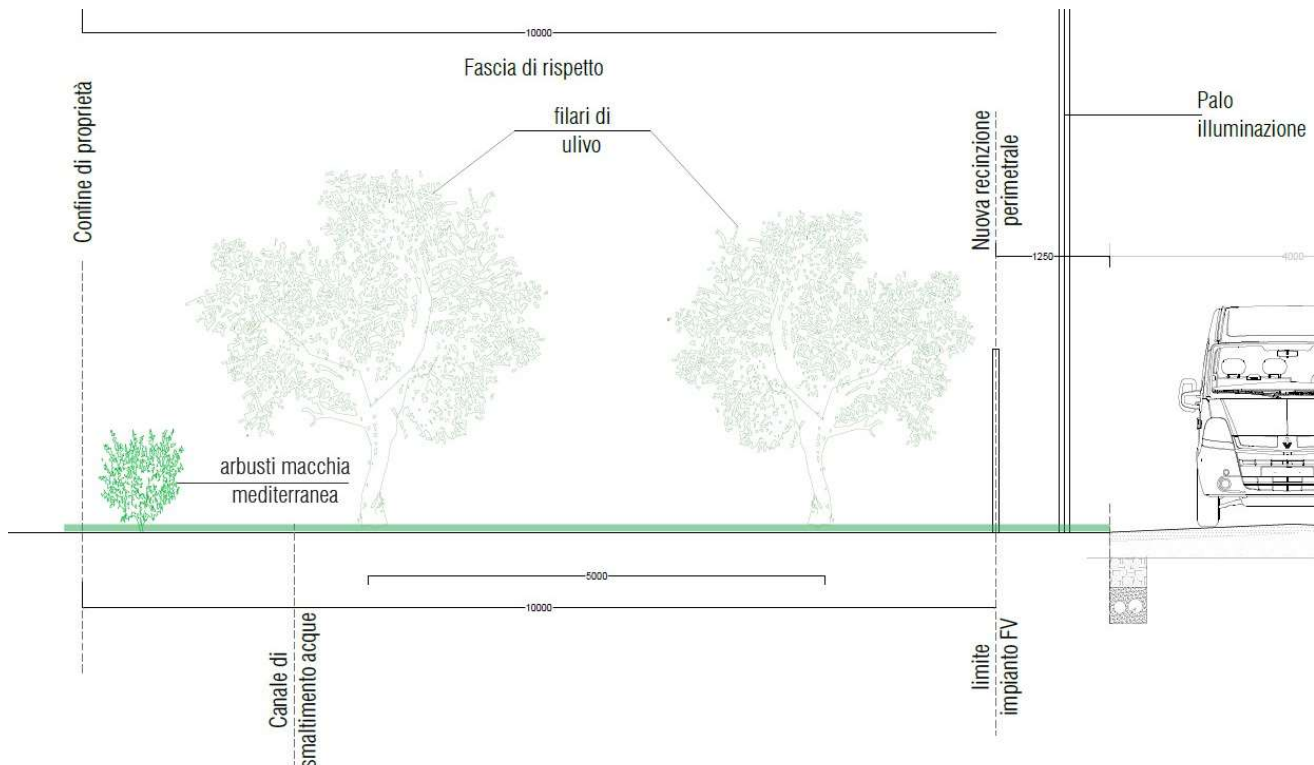 10000
Fascia di rispetto
filari di
ulivo
Confine di proprietà
Nuova recinzione
perimetrale
Palo
illuminazione
1250
4000
arbusti macchia
mediterranea
5000
10000
Canale di
smaltimento acque
limite
impianto FV